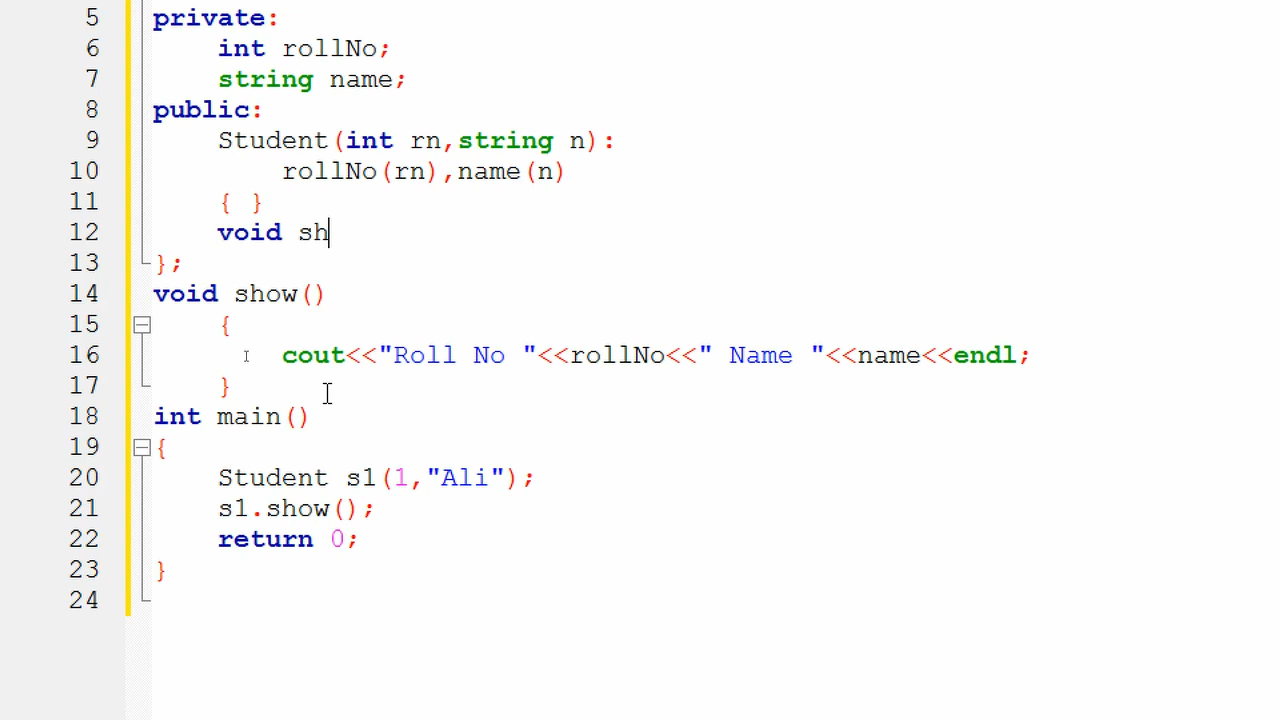 5 private:
6 int rollNo;
7 string name;
8 public:
9 Student(int rn,string n):
10 rollNo(rn),name(n)
11 { }
12 void sh
13 };
14 void show()
15 {
16 cout<<"Roll No "<<rollNo<<" Name "<<name<<endl;
17 }
18 int main()
19 {
20 Student s1(1,"Ali");
21 s1.show();
22 return 0;
23 }
24